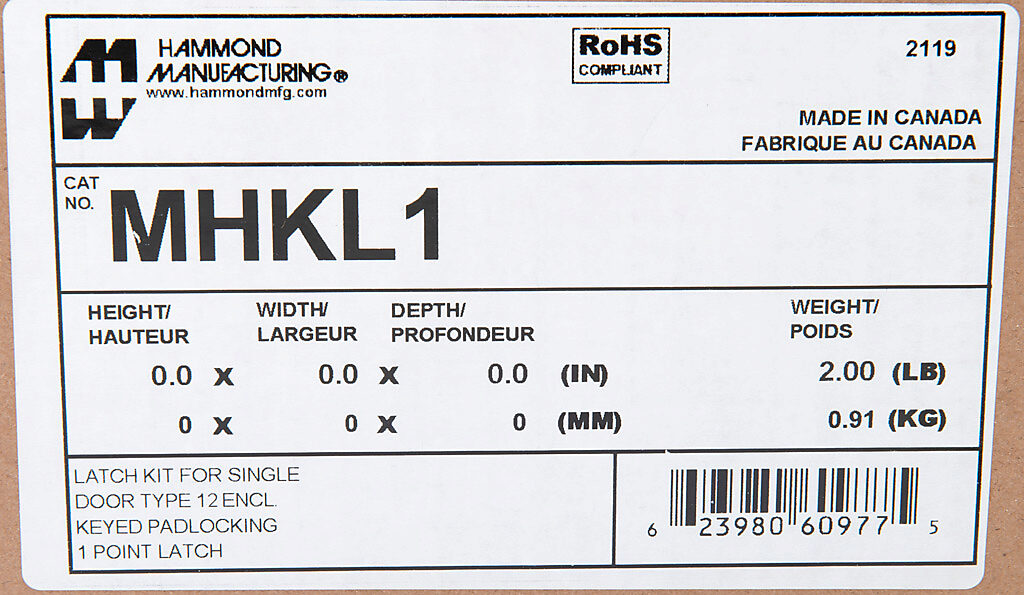 HAMMOND
MANUFACTURING®
www.hammondmfg.com
RoHS
COMPLIANT
2119
MADE IN CANADA
FABRIQUE AU CANADA
CAT
NO.
MHKL1
HEIGHT/
HAUTEUR
WIDTH/
LARGEUR
DEPTH/
PROFONDEUR
WEIGHT/
POIDS
0.0 X 0.0 X 0.0 (IN) 2.00 (LB)
0 X 0 X 0 (MM) 0.91 (KG)
LATCH KIT FOR SINGLE
DOOR TYPE 12 ENCL.
KEYED PADLOCKING
1 POINT LATCH
6 23980 60977 5